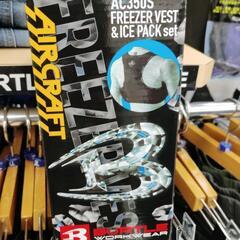 AC350S
FREEZER VEST
& ICE PACK set
AIRCRAFT
FREEZE
BURTLE
WORKWEAR